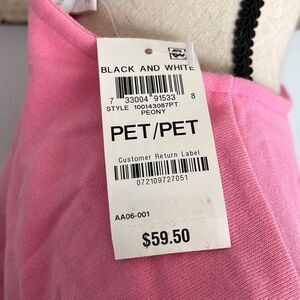 BLACK AND WHITE
7 33004 91533 8
STYLE 100143087PT
PEONY
PET/PET
Customer Return Label
072109727051
AA06-001
$59.50